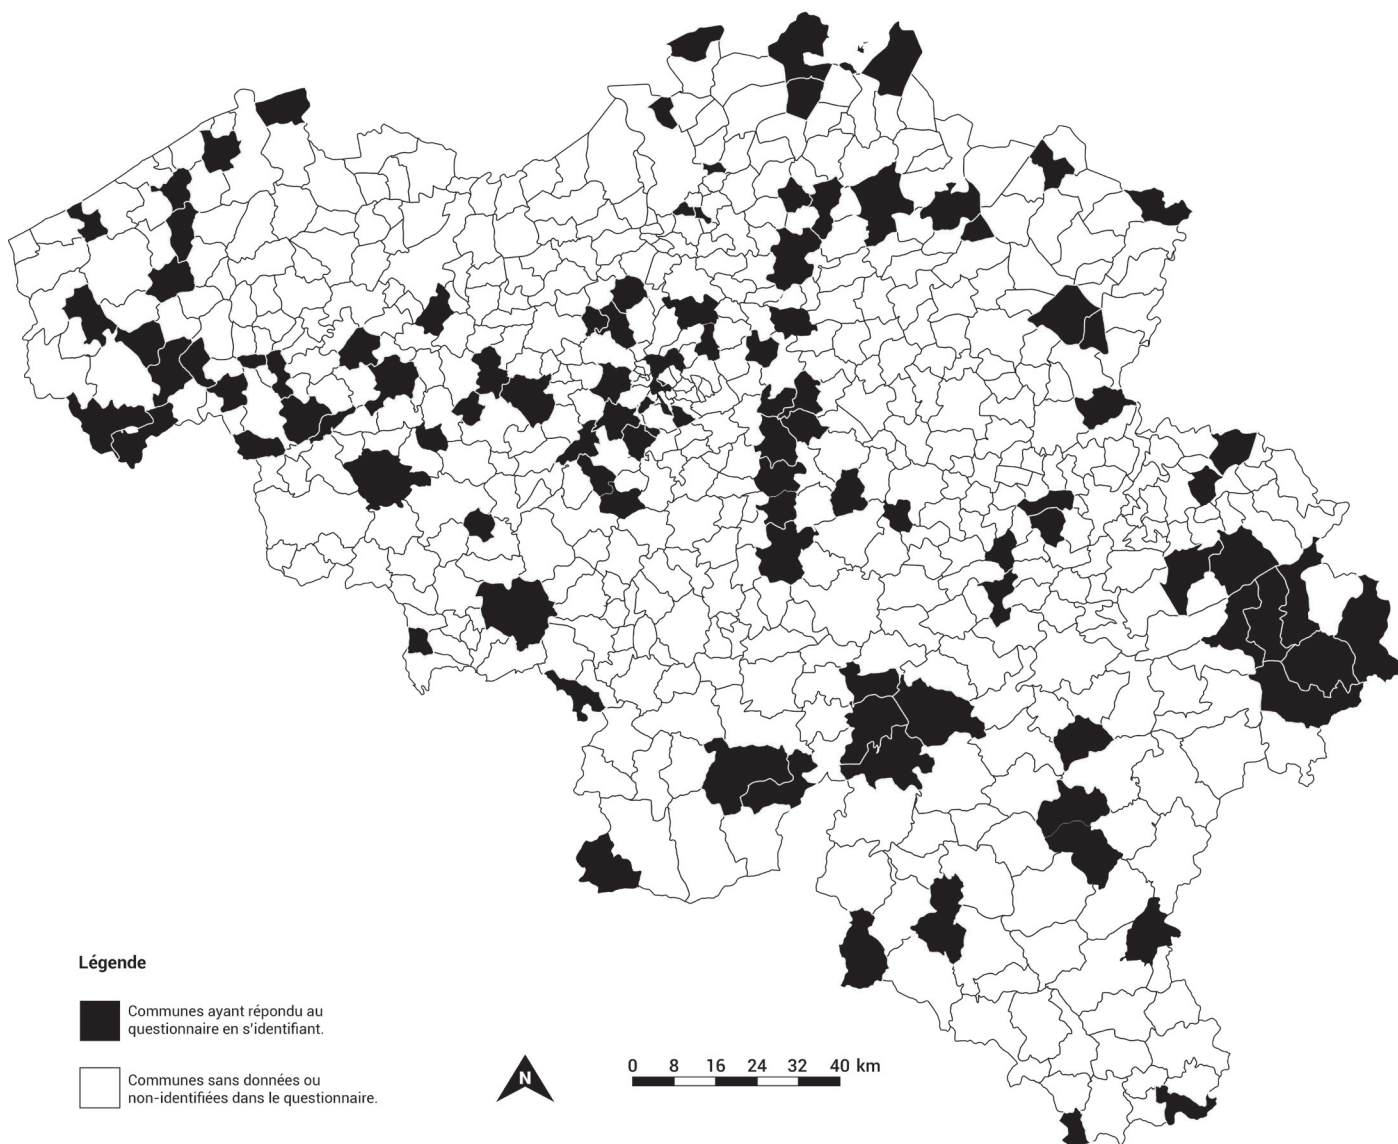 Légende
Communes ayant répondu au
questionnaire en s'identifiant.
Communes sans données ou
non-identifiées dans le questionnaire.
N
0 8 16 24 32 40 km